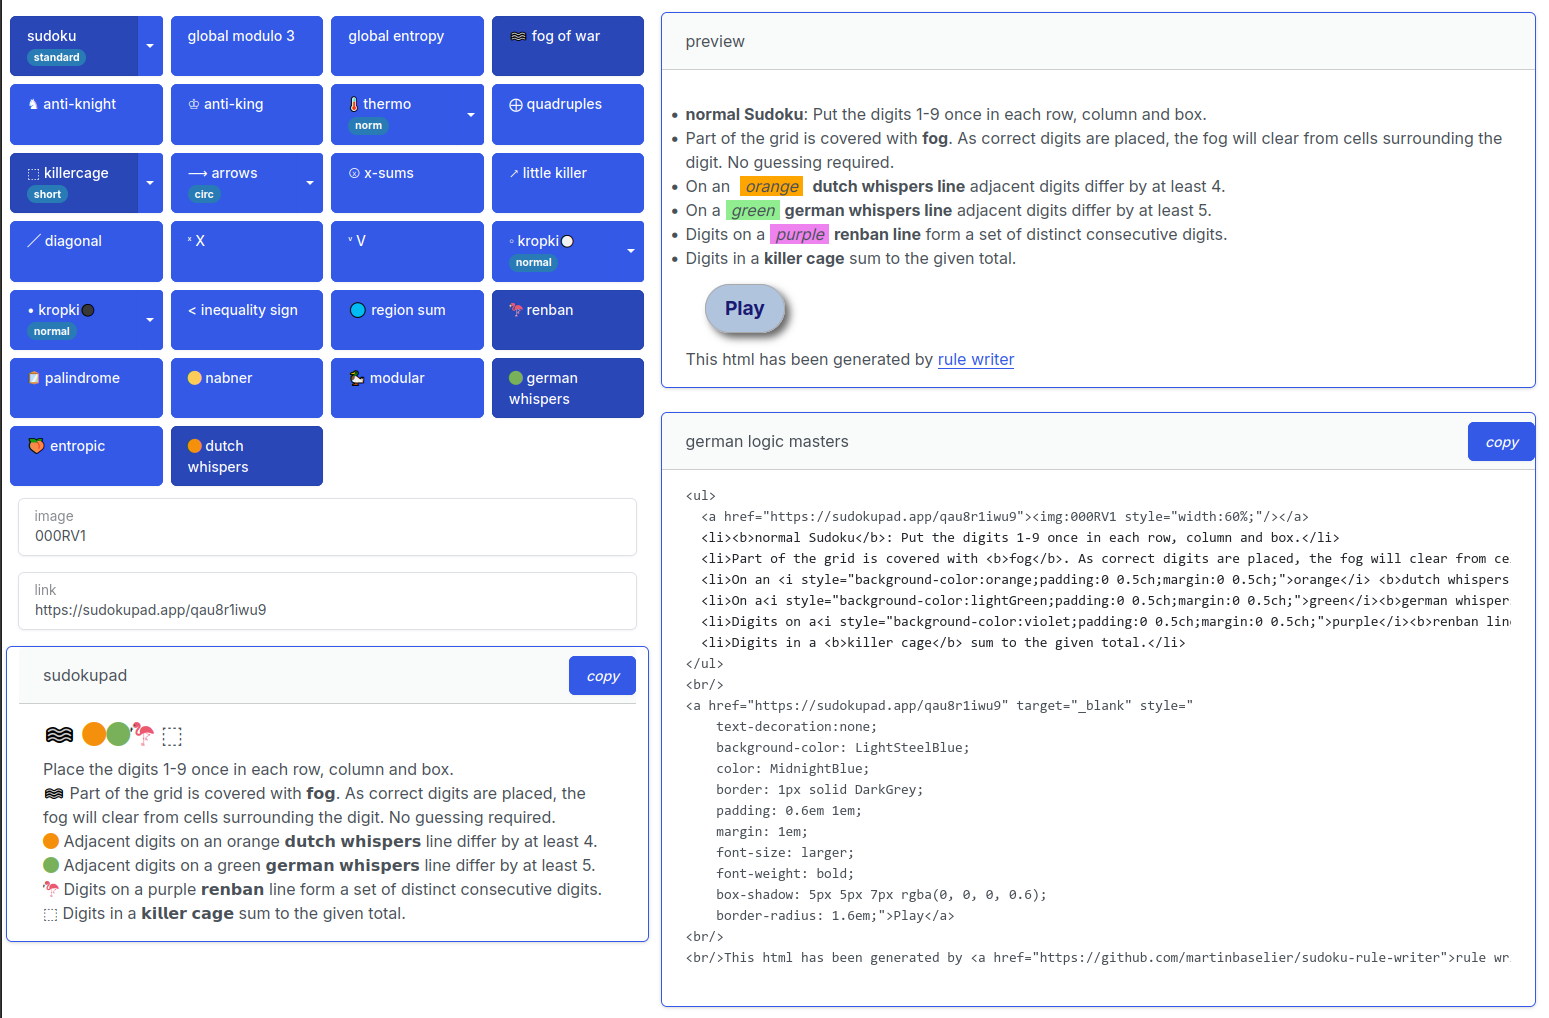 sudoku
standard
global modulo 3
global entropy
fog of war
anti-knight
anti-king
thermo
norm
quadruples
killercage
short
arrows
circ
x-sums
little killer
diagonal
x X
v V
kropki
normal
kropki
normal
< inequality sign
region sum
renban
palindrome
nabner
modular
german
whispers
entropic
dutch
whispers
image
000RV1
link
https://sudokupad.app/qau8r1iwu9
sudokupad
copy
Place the digits 1-9 once in each row, column and box.
Part of the grid is covered with fog. As correct digits are placed, the
fog will clear from cells surrounding the digit. No guessing required.
Adjacent digits on an orange dutch whispers line differ by at least 4.
Adjacent digits on a green german whispers line differ by at least 5.
Digits on a purple renban line form a set of distinct consecutive digits.
Digits in a killer cage sum to the given total.
preview
• normal Sudoku: Put the digits 1-9 once in each row, column and box.
• Part of the grid is covered with fog. As correct digits are placed, the fog will clear from cells surrounding the
digit. No guessing required.
• On an orange dutch whispers line adjacent digits differ by at least 4.
• On a green german whispers line adjacent digits differ by at least 5.
• Digits on a purple renban line form a set of distinct consecutive digits.
• Digits in a killer cage sum to the given total.
Play
This html has been generated by rule writer
german logic masters
copy
<ul>
<a href="https://sudokupad.app/qau8r1iwu9"><img:000RV1 style="width:60%;"/></a>
<li><b>normal Sudoku</b>: Put the digits 1-9 once in each row, column and box.</li>
<li>Part of the grid is covered with <b>fog</b>. As correct digits are placed, the fog will clear from ce
<li>On an <i style="background-color:orange;padding:0 0.5ch;margin:0 0.5ch;">orange</i> <b>dutch whispers
<li>On a<i style="background-color:lightGreen;padding:0 0.5ch;margin:0 0.5ch;">green</i><b>german whisper
<li>Digits on a<i style="background-color:violet;padding:0 0.5ch;margin:0 0.5ch;">purple</i><b>renban lin
<li>Digits in a <b>killer cage</b> sum to the given total.</li>
</ul>
<br/>
<a href="https://sudokupad.app/qau8r1iwu9" target="_blank" style="
text-decoration:none;
background-color: LightSteelBlue;
color: MidnightBlue;
border: 1px solid DarkGrey;
padding: 0.6em 1em;
margin: 1em;
font-size: larger;
font-weight: bold;
box-shadow: 5px 5px 7px rgba(0, 0, 0, 0.6);
border-radius: 1.6em;">Play</a>
<br/>
<br/>This html has been generated by <a href="https://github.com/martinbaselier/sudoku-rule-writer">rule wr